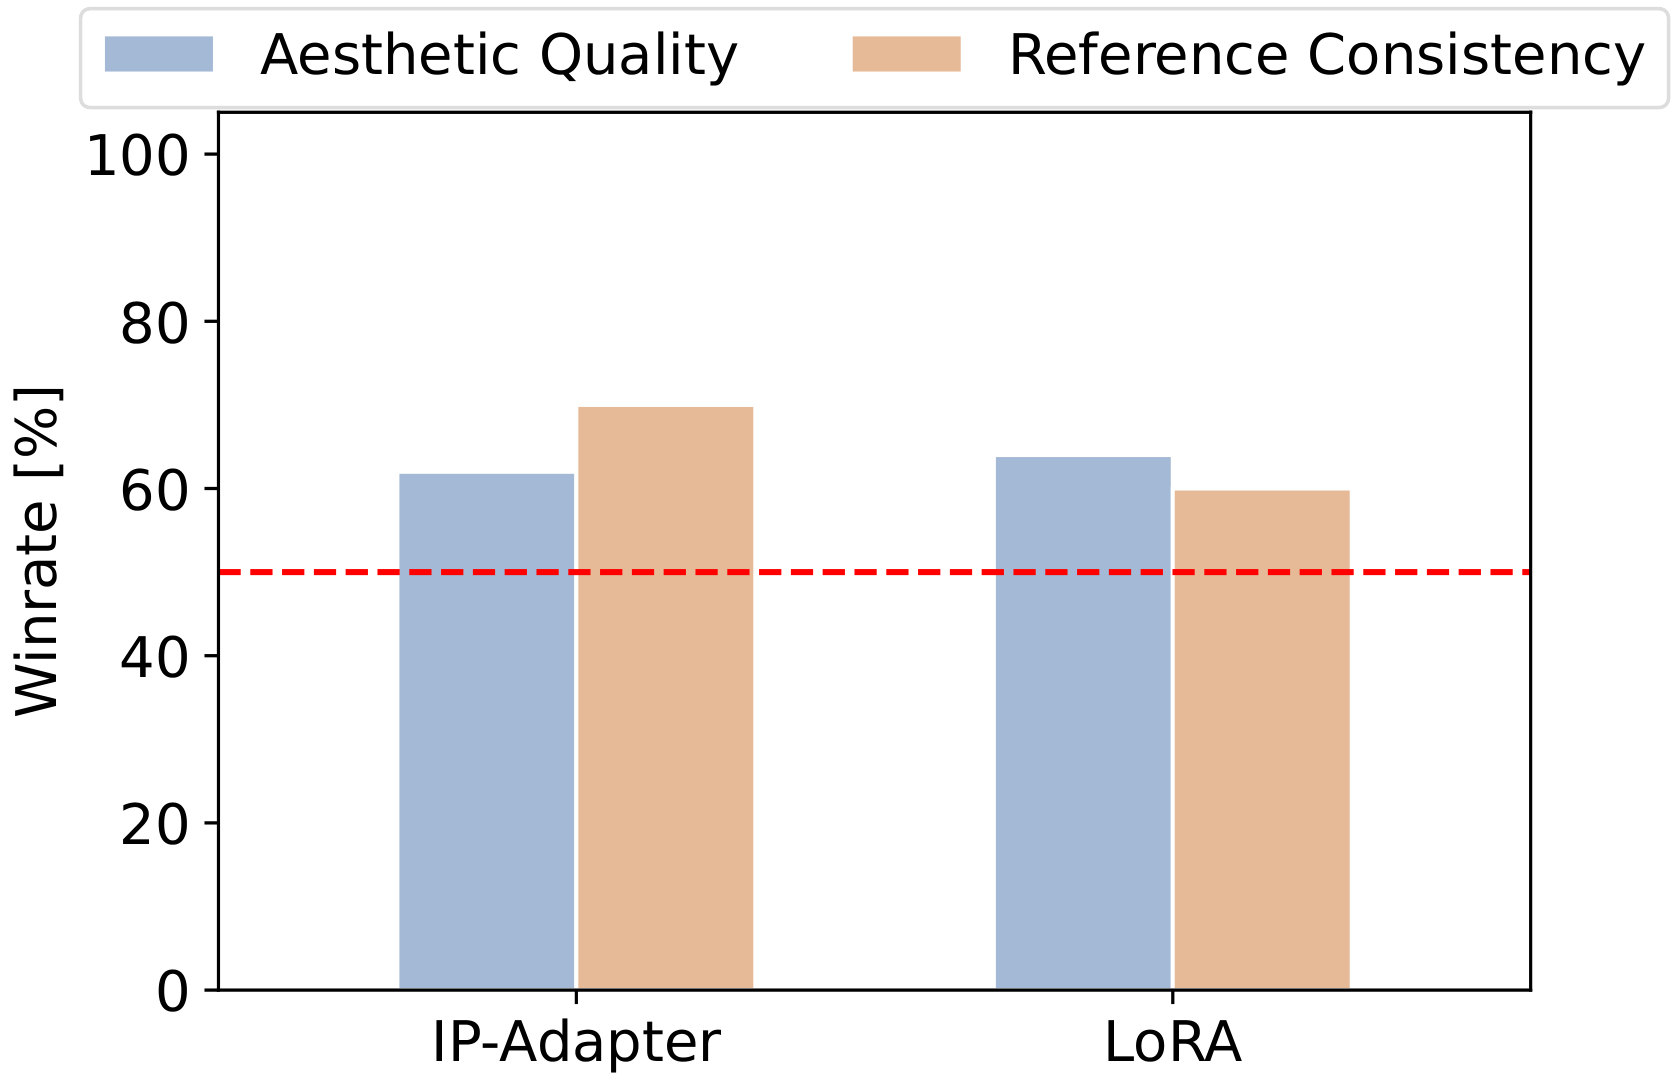 Aesthetic Quality
Reference Consistency
Winrate [%]
100
80
60
40
20
0
IP-Adapter
LoRA